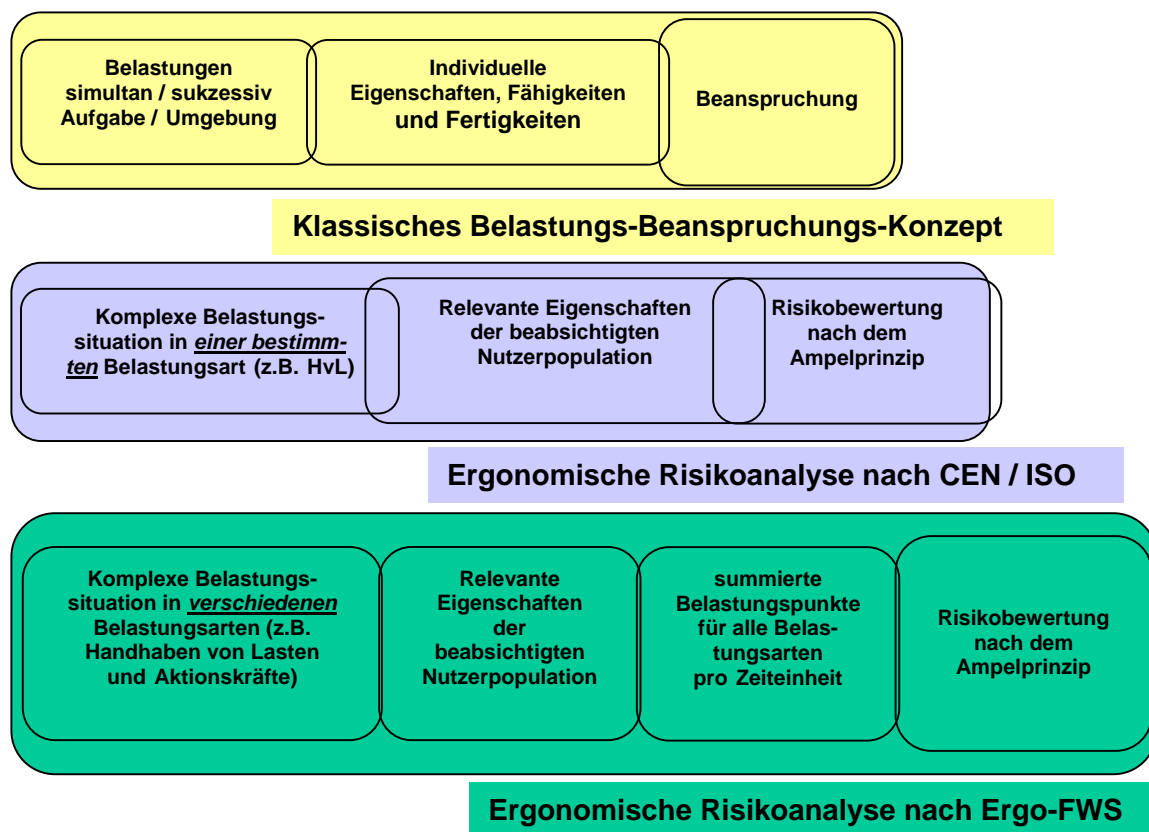 Belastungen
simultan / sukzessiv
Aufgabe / Umgebung
Individuelle
Eigenschaften, Fähigkeiten
und Fertigkeiten
Beanspruchung
Klassisches Belastungs-Beanspruchungs-Konzept
Komplexe Belastungs-
situation in einer bestimm-
ten Belastungsart (z.B. HvL)
Relevante Eigenschaften
der beabsichtigten
Nutzerpopulation
Risikobewertung
nach dem
Ampelprinzip
Ergonomische Risikoanalyse nach CEN / ISO
Komplexe Belastungs-
situation in verschiedenen
Belastungsarten (z.B.
Handhaben von Lasten
und Aktionskräfte)
Relevante
Eigenschaften
der
beabsichtigten
Nutzerpopulation
summierte
Belastungspunkte
für alle Belas-
tungsarten
pro Zeiteinheit
Risikobewertung
nach dem
Ampelprinzip
Ergonomische Risikoanalyse nach Ergo-FWS